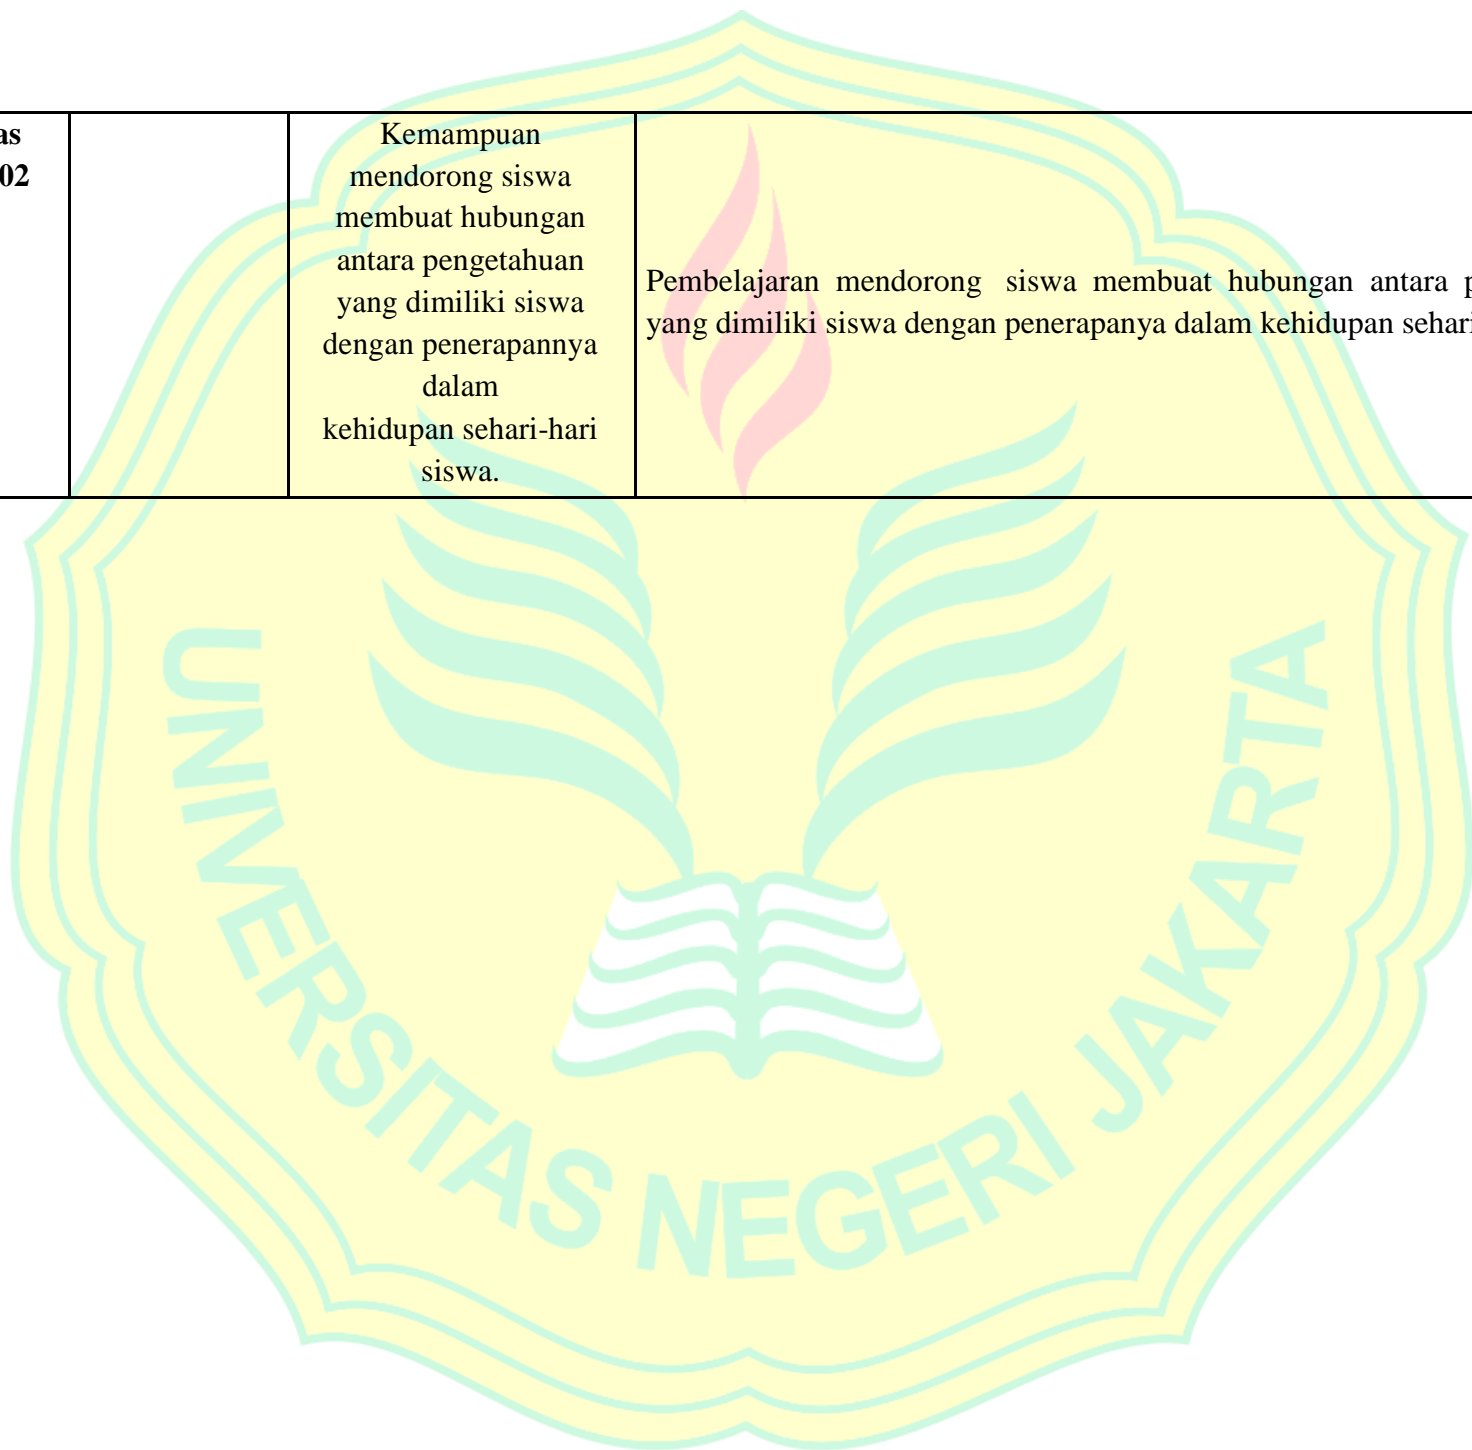 as
02
Kemampuan
mendorong siswa
membuat hubungan
antara pengetahuan
yang dimiliki siswa
dengan penerapannya
dalam
kehidupan sehari-hari
siswa.
Pembelajaran mendorong siswa membuat hubungan antara p
yang dimiliki siswa dengan penerapanya dalam kehidupan sehari
UNIVERSITAS NEGERI JAKARTA